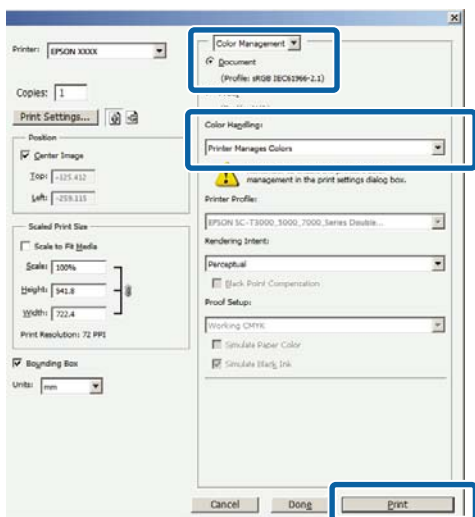 Printer: EPSON XXXX
Copies: 1
Print Settings...
Position
Center Image
Top: -125.412
Left: -259.115
Scaled Print Size
Scale to Fit Media
Scale: 100%
Height: 541.8
Width: 722.4
Print Resolution: 72 PPI
Bounding Box
Units: mm
Color Management
Document
(Profile: sRGB IEC61966-2.1)
Color Handling:
Printer Manages Colors
management in the print settings dialog box.
Printer Profile:
EPSON SC-T3000_5000_7000_Series Double...
Rendering Intent:
Perceptual
Black Point Compensation
Proof Setup:
Working CMYK
Simulate Paper Color
Simulate Black Ink
Cancel
Done
Print